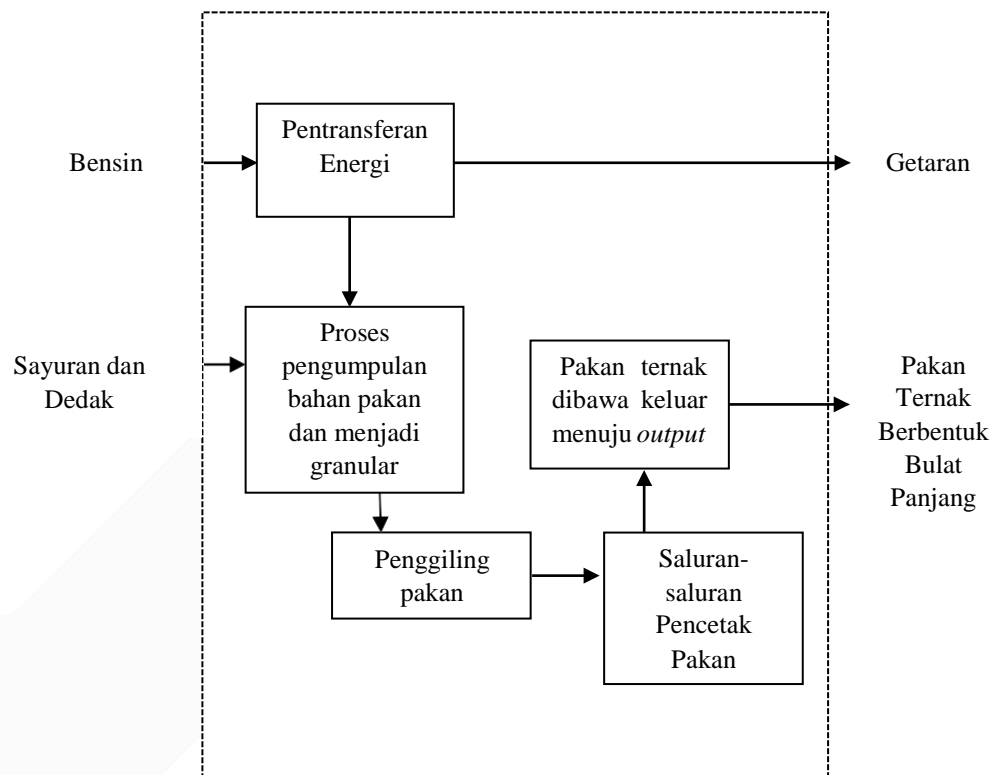 Bensin
Pentransferan
Energi
Getaran
Sayuran dan
Dedak
Proses
pengumpulan
bahan pakan
dan menjadi
granular
Pakan ternak
dibawa keluar
menuju output
Pakan
Ternak
Berbentuk
Bulat
Panjang
Penggiling
pakan
Saluran-
saluran
Pencetak
Pakan